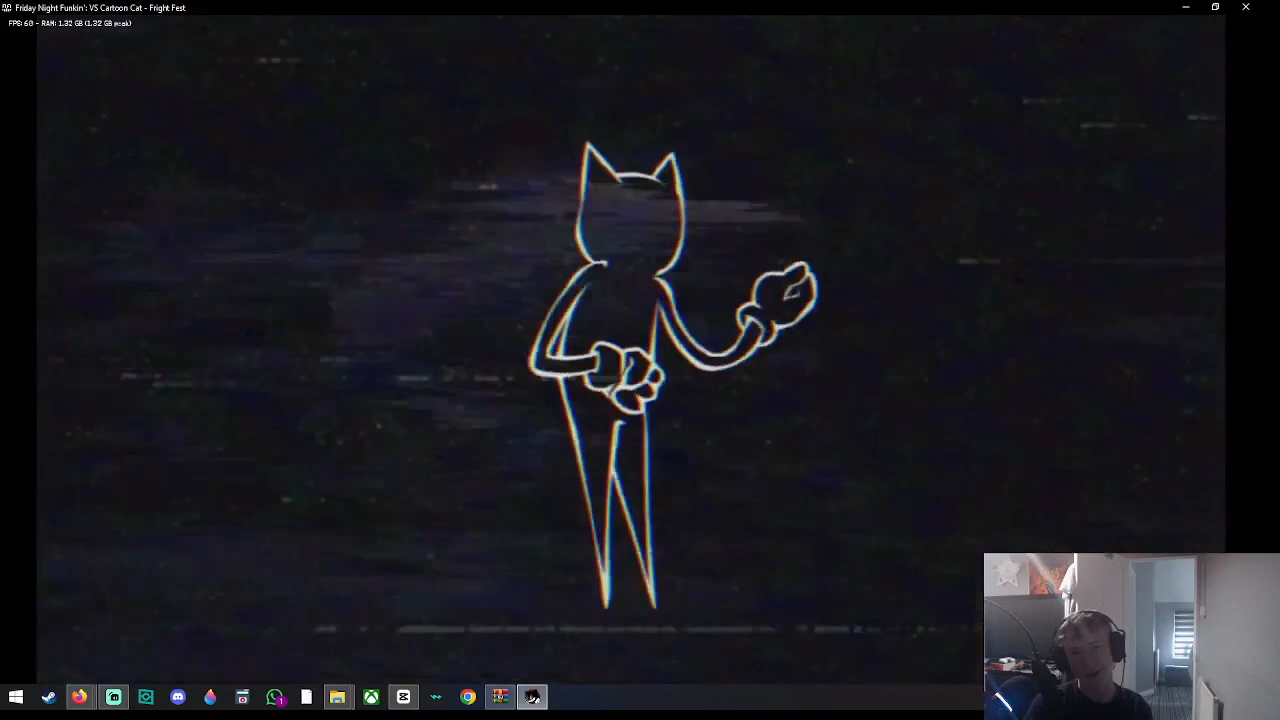 Friday Night Funkin': VS Cartoon Cat - Fright Fest
FPS: 60 - RAM: 1.32 GB (1.32 GB peak)